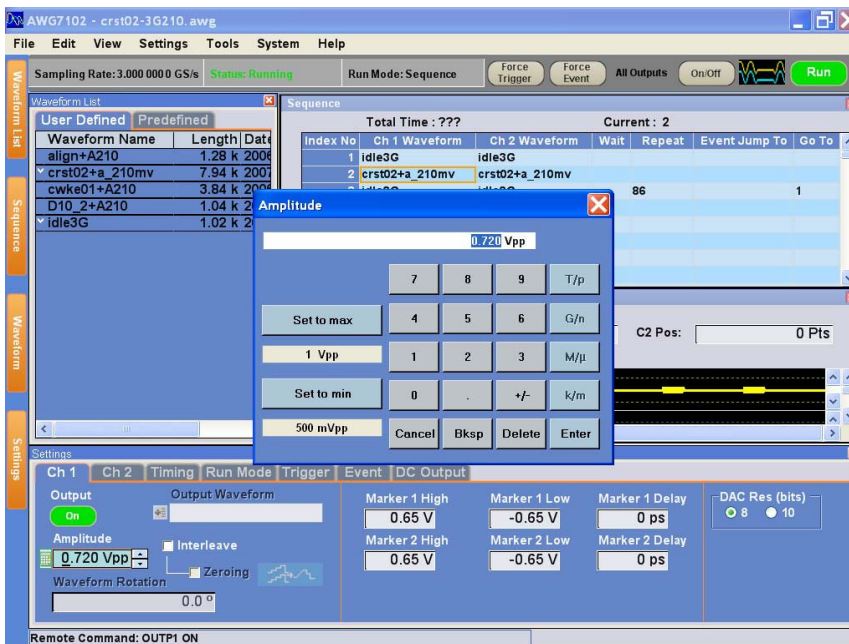 AWG7102 - crst02-3G210.awg
File Edit View Settings Tools System Help
Sampling Rate:3.000 000 0 GS/s Status: Running Run Mode: Sequence Force Trigger Force Event All Outputs On/Off Run
Waveform List
Sequence
Waveform
Settings
Waveform List
User Defined Predefined
Waveform Name Length Date
align+A210 1.28 k 2006
crst02+a_210mv 7.94 k 2007
cwke01+A210 3.84 k 2006
D10_2+A210 1.04 k
idle3G 1.02 k
Sequence
Total Time : ??? Current : 2
Index No Ch 1 Waveform Ch 2 Waveform Wait Repeat Event Jump To Go To
1 idle3G idle3G
2 crst02+a_210mv crst02+a_210mv
86 1
Amplitude
0.720 Vpp
7 8 9 T/p
Set to max 4 5 6 G/n
1 Vpp 1 2 3 M/µ
Set to min 0 . +/- k/m
500 mVpp Cancel Bksp Delete Enter
C2 Pos: 0 Pts
Settings
Ch 1 Ch 2 Timing Run Mode Trigger Event DC Output
Output Output Waveform
On
Amplitude
0.720 Vpp
Interleave
Zeroing
Waveform Rotation
0.0 º
Marker 1 High Marker 1 Low Marker 1 Delay
0.65 V -0.65 V 0 ps
Marker 2 High Marker 2 Low Marker 2 Delay
0.65 V -0.65 V 0 ps
DAC Res (bits)
8 10
Remote Command: OUTP1 ON